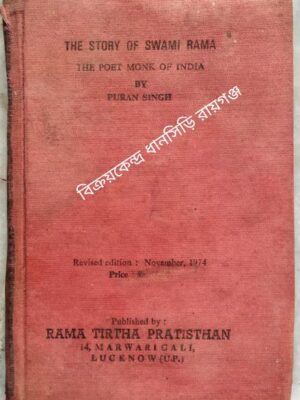 THE STORY OF SWAMI RAMA
THE POET MONK OF INDIA
BY
PURAN SINGH
বিক্রয়কেন্দ্র ধানসিড়ি রায়গঞ্জ
Revised edition : November, 1974
Price :
Published by :
RAMA TIRTHA PRATISTHAN
14, MARWARI GALI,
LUCKNOW (U.P.)